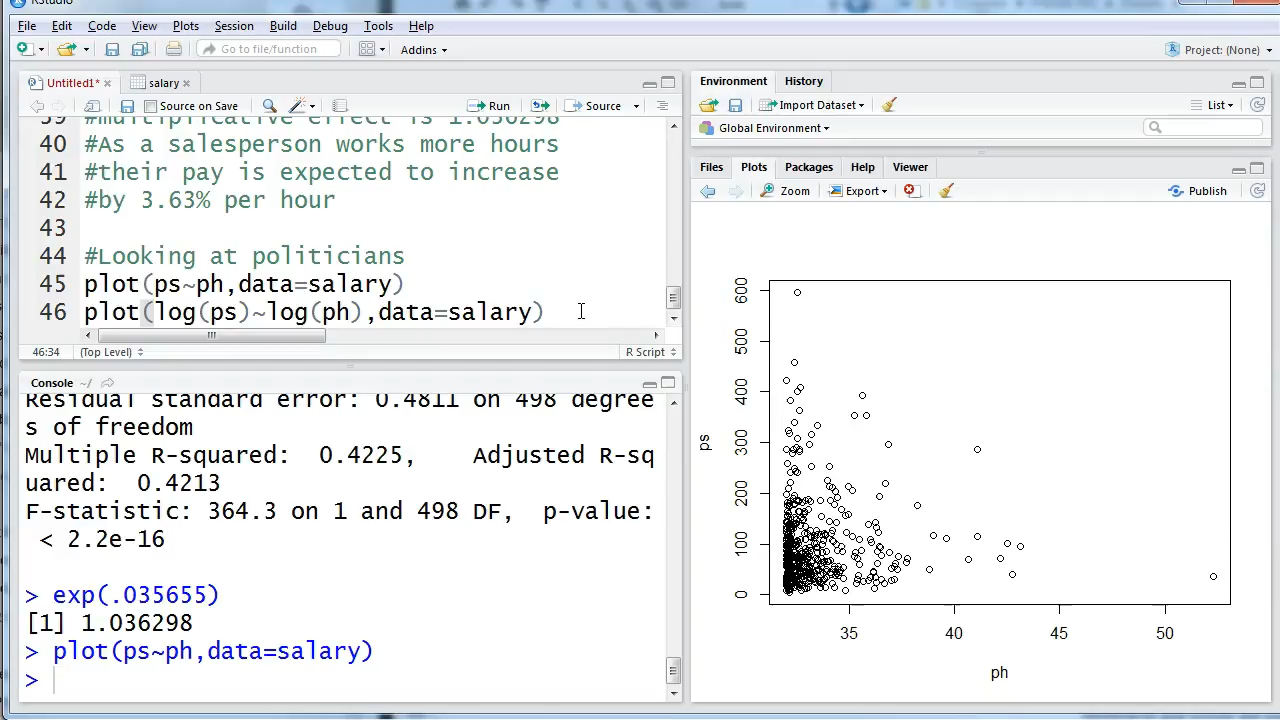 RStudio
File Edit Code View Plots Session Build Debug Tools Help
Go to file/function Addins Project: (None)
Untitled1* salary
Source on Save Run Source
39 #multiplicative effect is 1.036298
40 #As a salesperson works more hours
41 #their pay is expected to increase
42 #by 3.63% per hour
43
44 #Looking at politicians
45 plot(ps~ph,data=salary)
46 plot(log(ps)~log(ph),data=salary)
46:34 (Top Level) R Script
Console ~/
Residual standard error: 0.4811 on 498 degree
s of freedom
Multiple R-squared:  0.4225,    Adjusted R-sq
uared:  0.4213
F-statistic: 364.3 on 1 and 498 DF,  p-value:
 < 2.2e-16
> exp(.035655)
[1] 1.036298
> plot(ps~ph,data=salary)
>
Environment History
Import Dataset List
Global Environment
Files Plots Packages Help Viewer
Zoom Export Publish
600
500
400
300
200
100
0
ps
35 40 45 50
ph